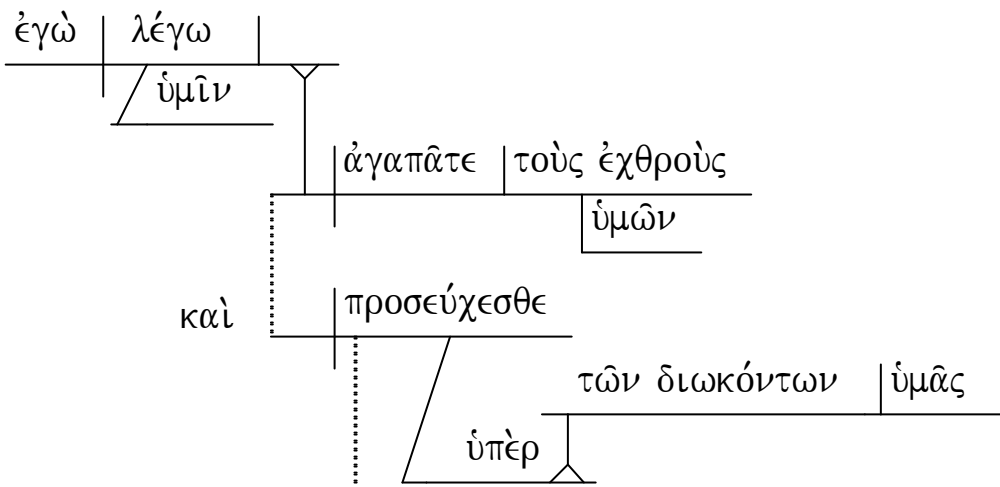 ἐγὼ λέγω
ὑμῖν
ἀγαπᾶτε τοὺς ἐχθροὺς
ὑμῶν
καὶ προσεύχεσθε
τῶν διωκόντων ὑμᾶς
ὑπὲρ